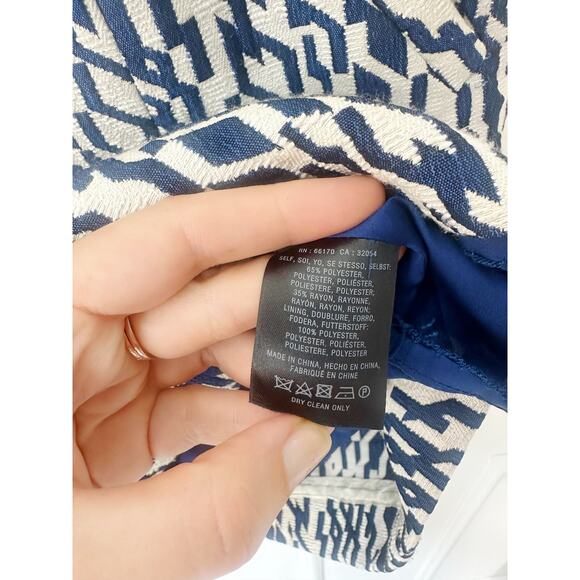 RN : 66170 CA : 32054
SELF, SOI, YO, SE STESSO, SELBST:
65% POLYESTER,
POLYESTER, POLIÉSTER,
POLIESTERE, POLYESTER;
35% RAYON, RAYONNE,
RAYÓN, RAYON, REYON;
LINING, DOUBLURE, FORRO,
FODERA, FUTTERSTOFF:
100% POLYESTER,
POLYESTER, POLIÉSTER,
POLIESTERE, POLYESTER
MADE IN CHINA, HECHO EN CHINA,
FABRIQUÉ EN CHINE
P
DRY CLEAN ONLY